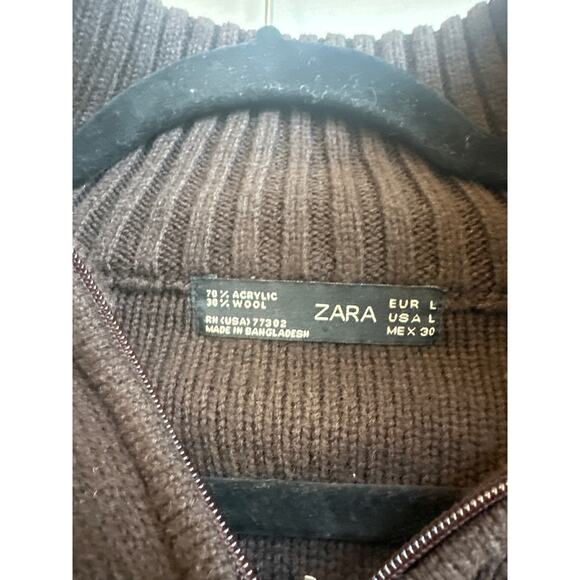 70 % ACRYLIC
30 % WOOL
RN (USA) 77302
MADE IN BANGLADESH
ZARA
EUR L
USA L
MEX 30